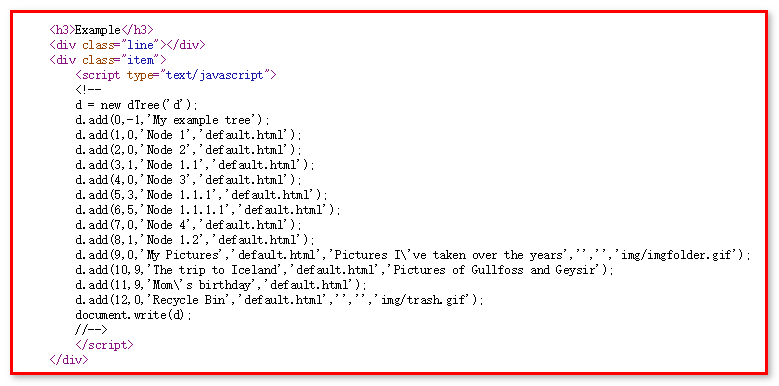 <h3>Example</h3>
<div class="line"></div>
<div class="item">
<script type="text/javascript">
<!--
d = new dTree('d');
d.add(0,-1,'My example tree');
d.add(1,0,'Node 1','default.html');
d.add(2,0,'Node 2','default.html');
d.add(3,1,'Node 1.1','default.html');
d.add(4,0,'Node 3','default.html');
d.add(5,3,'Node 1.1.1','default.html');
d.add(6,5,'Node 1.1.1.1','default.html');
d.add(7,0,'Node 4','default.html');
d.add(8,1,'Node 1.2','default.html');
d.add(9,0,'My Pictures','default.html','Pictures I\'ve taken over the years','','','img/imgfolder.gif');
d.add(10,9,'The trip to Iceland','default.html','Pictures of Gullfoss and Geysir');
d.add(11,9,'Mom\'s birthday','default.html');
d.add(12,0,'Recycle Bin','default.html','','','img/trash.gif');
document.write(d);
//-->
</script>
</div>